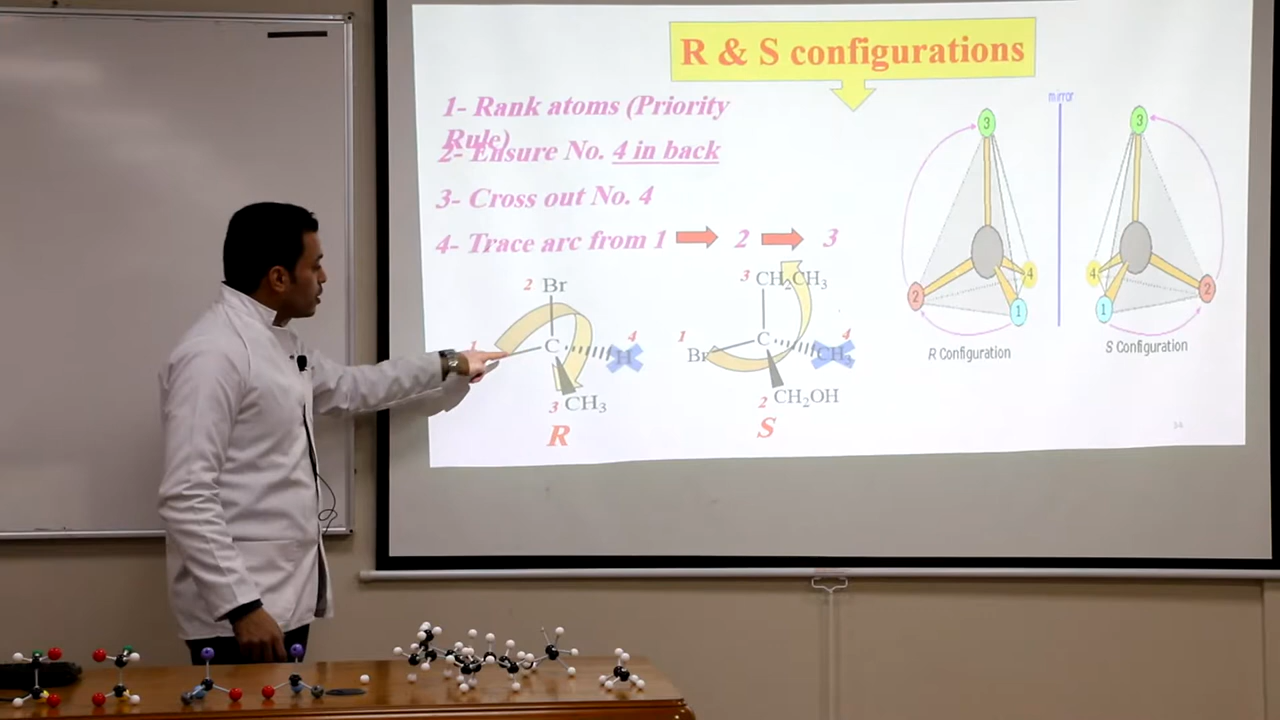 R & S configurations
1- Rank atoms (Priority
Rule)
2- Ensure No. 4 in back
3- Cross out No. 4
4- Trace arc from 1 2 3
mirror
3
2
4
1
R Configuration
3
4
2
1
S Configuration
2 Br
1
C
4
H
3 CH₃
R
3 CH₂CH₃
1
Br
C
4
CH₃
2 CH₂OH
S